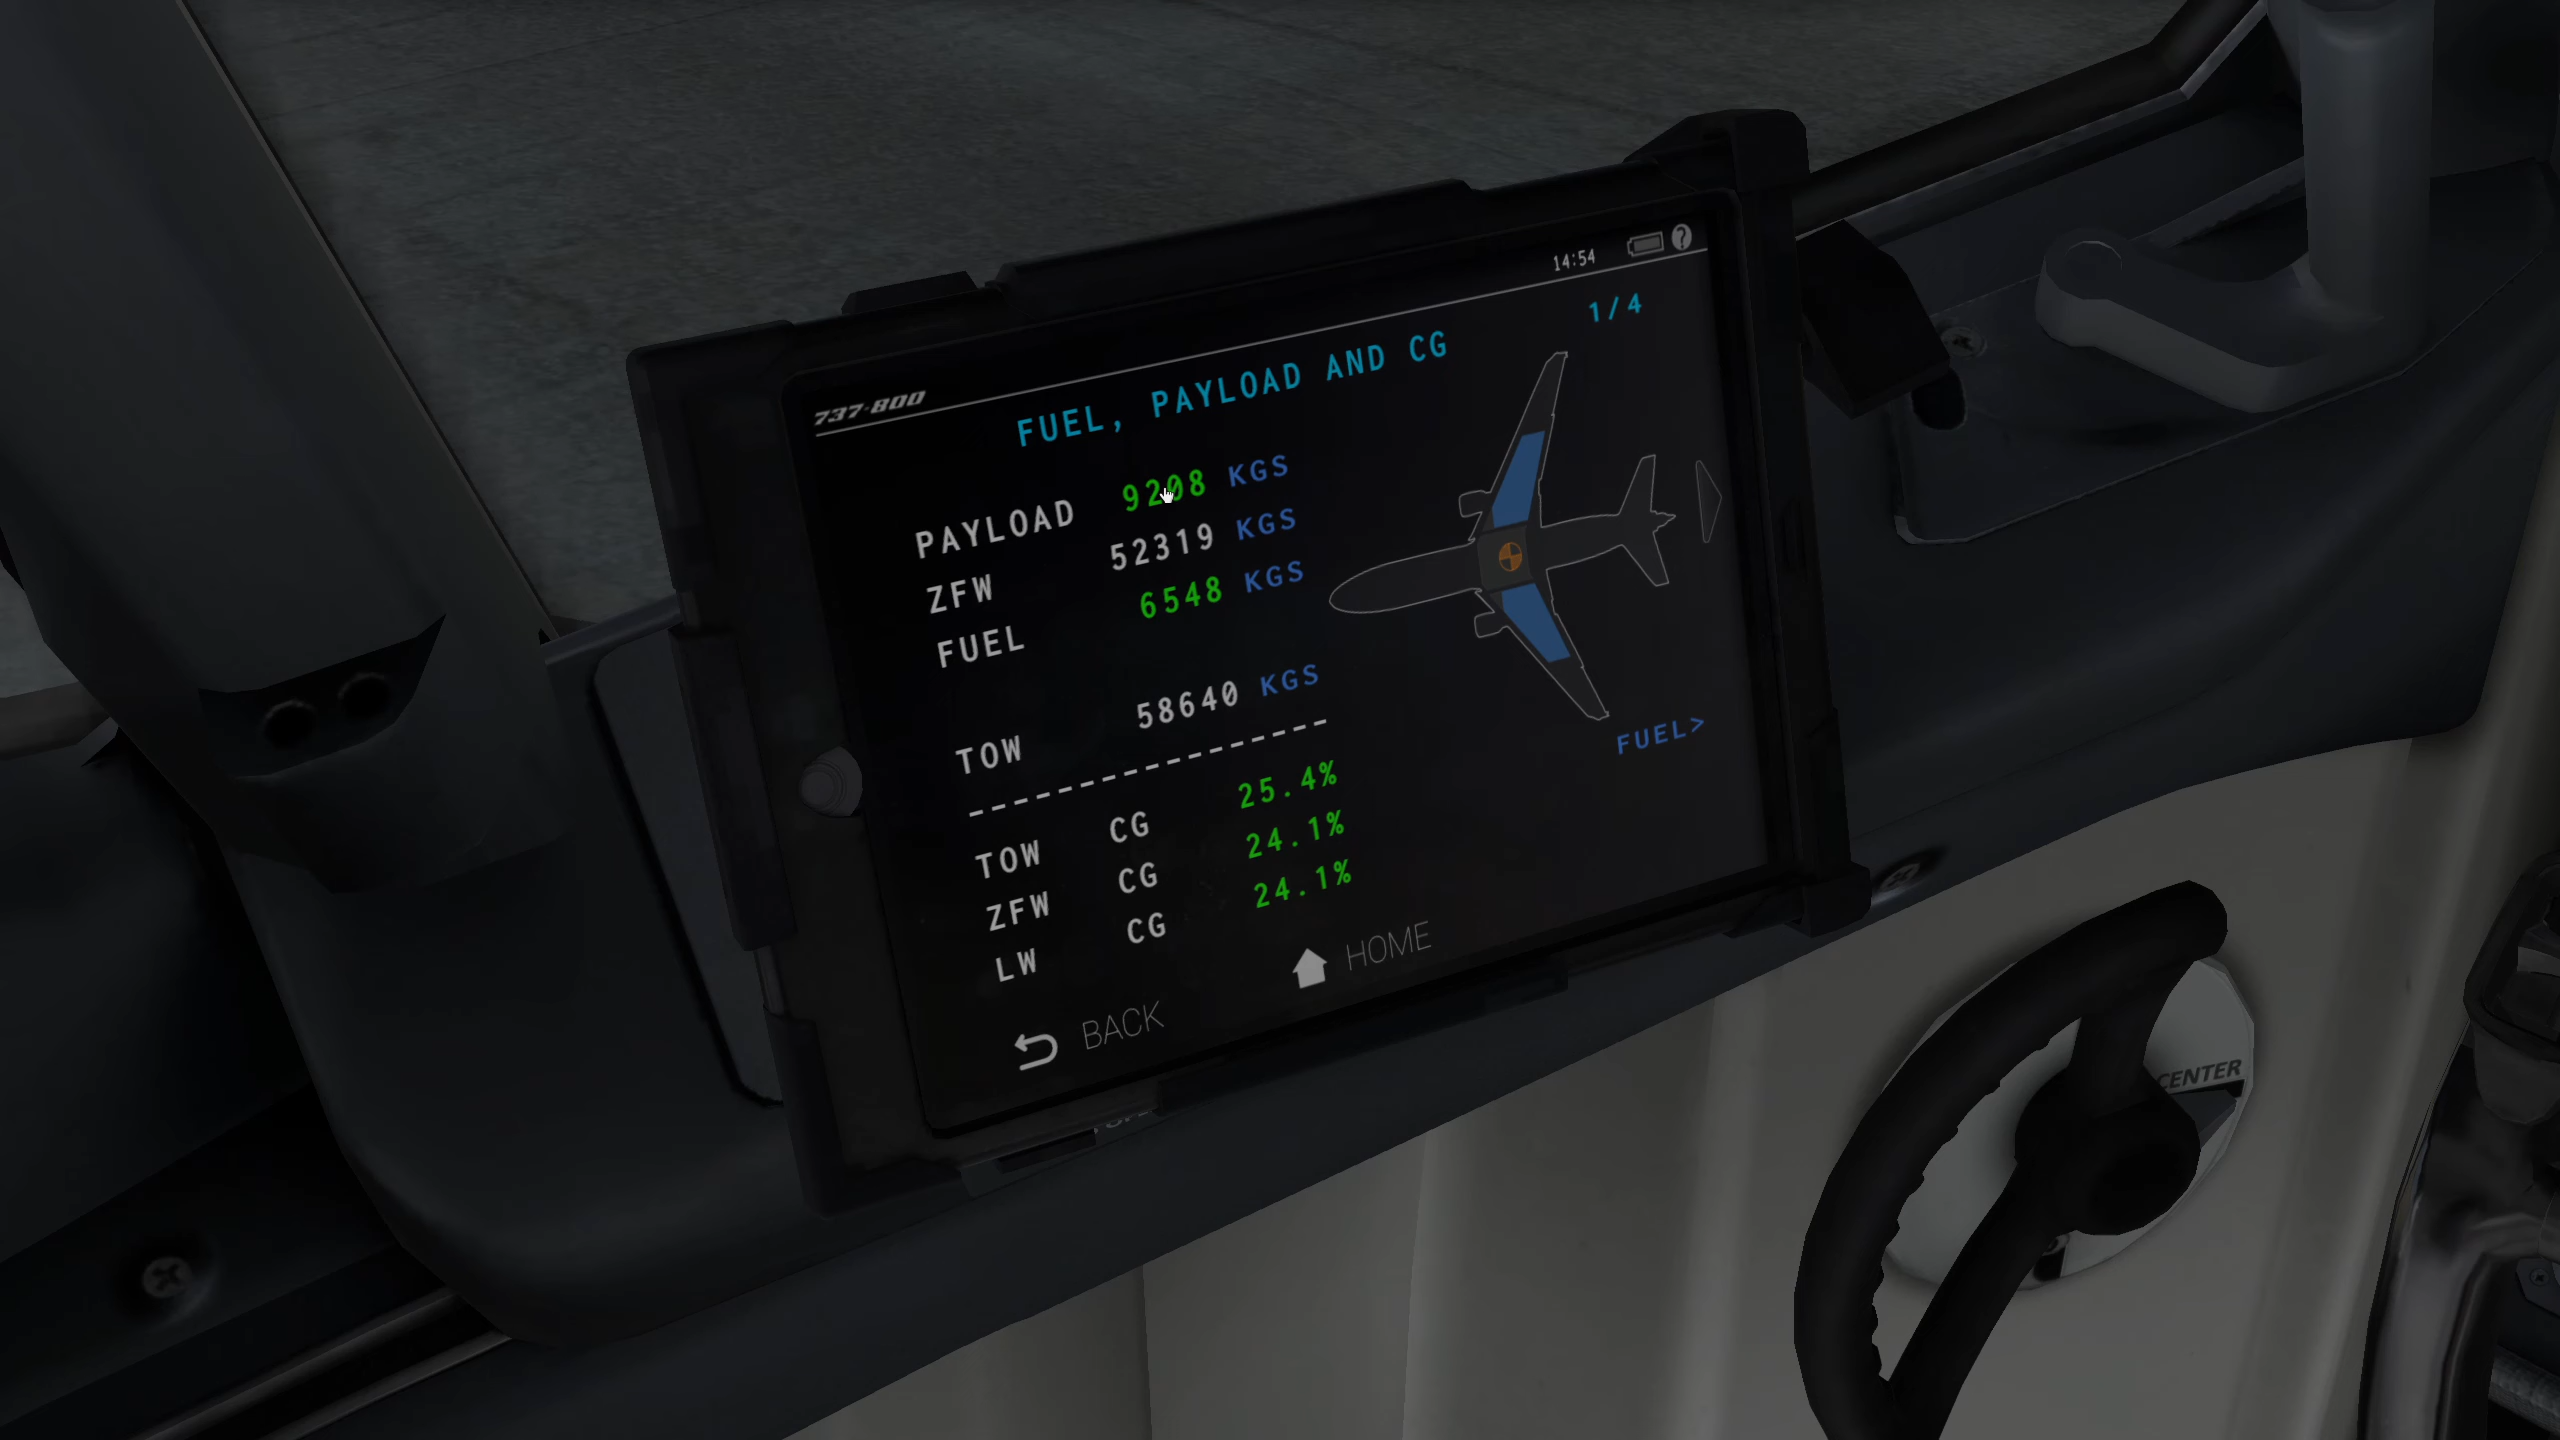 14:54
737-800
1/4
FUEL, PAYLOAD AND CG
PAYLOAD 9208 KGS
ZFW 52319 KGS
FUEL 6548 KGS
TOW 58640 KGS
--------------------
TOW CG 25.4%
ZFW CG 24.1%
LW CG 24.1%
FUEL>
BACK
HOME
CENTER